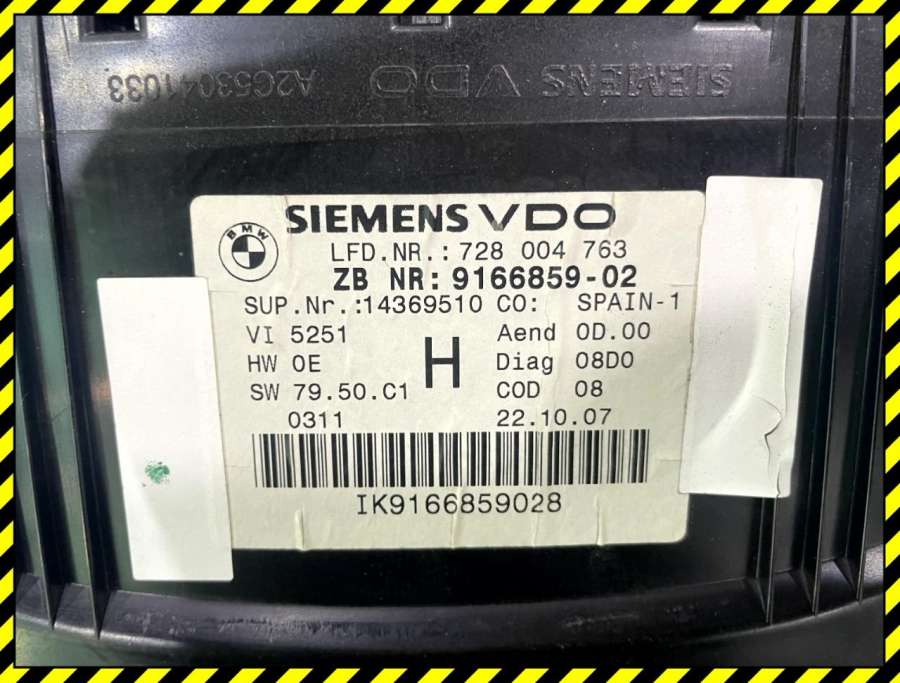 SIEMENS VDO A2C53041033
BMW
SIEMENS VDO
LFD.NR.:728 004 763
ZB NR:9166859-02
SUP.Nr.:14369510 CO: SPAIN-1
VI 5251 Aend 0D.00
HW 0E H Diag 08D0
SW 79.50.C1 COD 08
0311 22.10.07
IK9166859028